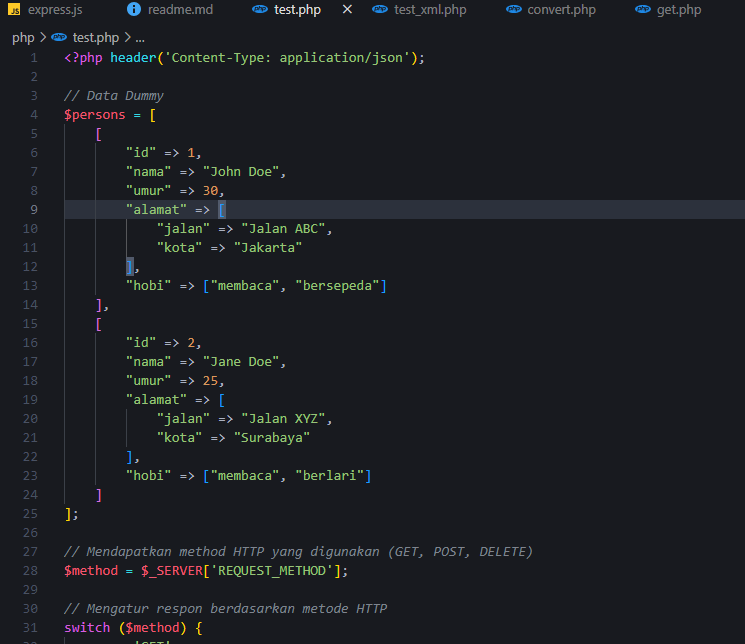 express.js readme.md test.php test_xml.php convert.php get.php
php > test.php > ...
1 <?php header('Content-Type: application/json');
2
3 // Data Dummy
4 $persons = [
5 [
6 "id" => 1,
7 "nama" => "John Doe",
8 "umur" => 30,
9 "alamat" => [
10 "jalan" => "Jalan ABC",
11 "kota" => "Jakarta"
12 ],
13 "hobi" => ["membaca", "bersepeda"]
14 ],
15 [
16 "id" => 2,
17 "nama" => "Jane Doe",
18 "umur" => 25,
19 "alamat" => [
20 "jalan" => "Jalan XYZ",
21 "kota" => "Surabaya"
22 ],
23 "hobi" => ["membaca", "berlari"]
24 ]
25 ];
26
27 // Mendapatkan method HTTP yang digunakan (GET, POST, DELETE)
28 $method = $_SERVER['REQUEST_METHOD'];
29
30 // Mengatur respon berdasarkan metode HTTP
31 switch ($method) {